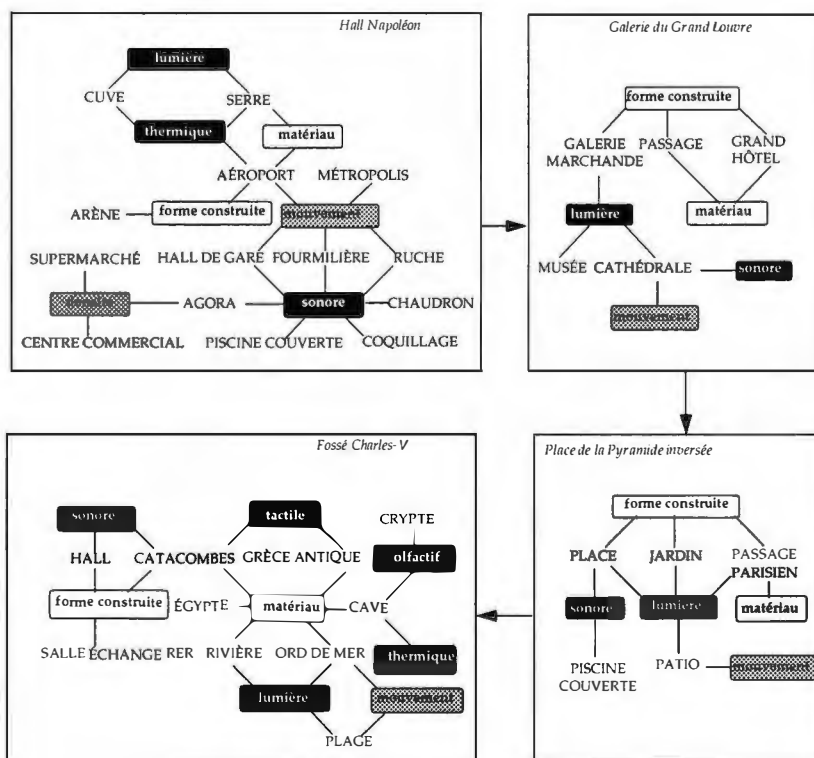 Hall Napoléon
lumière
CUVE
SERRE
thermique
matériau
AÉROPORT
MÉTROPOLIS
ARÈNE
forme construite
mouvement
SUPERMARCHÉ
HALL DE GARE
FOURMILIÈRE
RUCHE
densité
AGORA
sonore
CHAUDRON
CENTRE COMMERCIAL
PISCINE COUVERTE
COQUILLAGE
Galerie du Grand Louvre
forme construite
GALERIE
MARCHANDE
PASSAGE
GRAND
HÔTEL
lumière
matériau
MUSÉE
CATHÉDRALE
sonore
mouvement
Fossé Charles-V
sonore
tactile
CRYPTE
HALL
CATACOMBES
GRÈCE ANTIQUE
olfactif
forme construite
ÉGYPTE
matériau
CAVE
SALLE ÉCHANGE RER
RIVIÈRE
ORD DE MER
thermique
lumière
mouvement
PLAGE
Place de la Pyramide inversée
forme construite
PLACE
JARDIN
PASSAGE
PARISIEN
sonore
lumière
matériau
PISCINE
COUVERTE
PATIO
mouvement